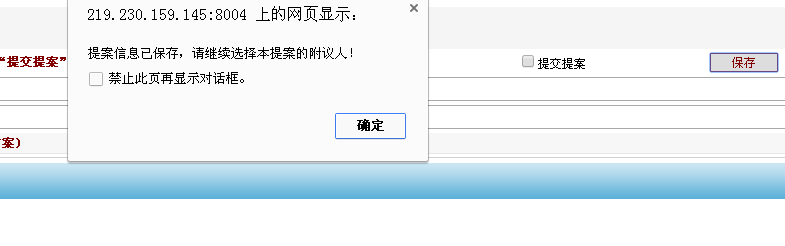 219.230.159.145:8004 上的网页显示：
提案信息已保存，请继续选择本提案的附议人！
禁止此页再显示对话框。
确定
“提交提案”
提交提案
保存
案）